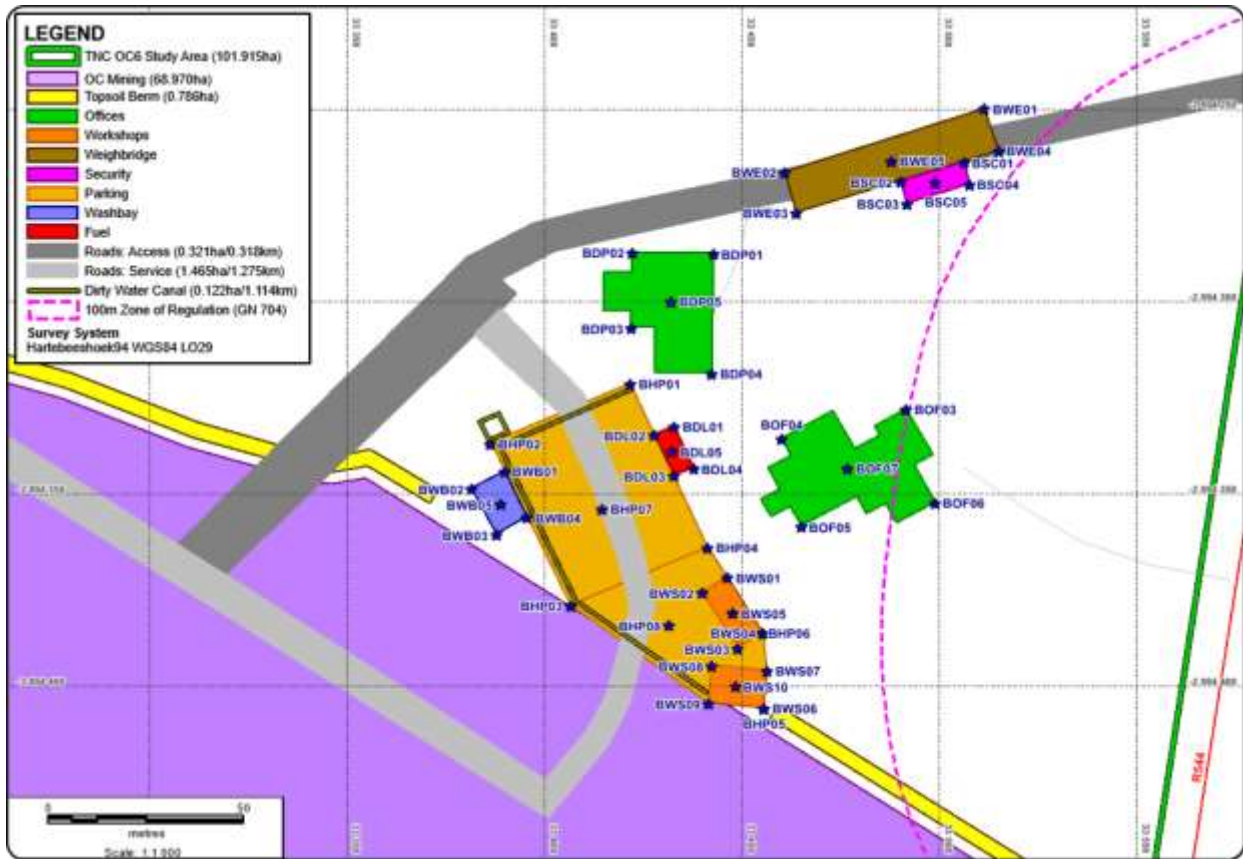 LEGEND
TNC OC6 Study Area (101.915ha)
OC Mining (68.970ha)
Topsoil Berm (0.786ha)
Offices
Workshops
Weighbridge
Security
Parking
Washbay
Fuel
Roads: Access (0.321ha/0.318km)
Roads: Service (1.465ha/1.275km)
Dirty Water Canal (0.122ha/1.114km)
100m Zone of Regulation (GN 704)
Survey System
Hartebeeshoek94 WGS84 LO29
BWE01
BWE04
BWE05
BSC01
BWE02
BSC02
BSC04
BSC05
BSC03
BWE03
BDP02
BDP01
BDP05
BDP03
BDP04
BHP01
BOF03
BDL01
BDL02
BOF04
BHP02
BDL05
BDL04
BOF07
BWB01
BDL03
BWB02
BWB05
BHP07
BOF06
BWB04
BOF05
BWB03
BHP04
BWS01
BWS02
BHP03
BWS05
BHP08
BWS04
BHP06
BWS03
BWS08
BWS07
BWS10
BWS09
BWS06
BHP05
R544
0 50
metres
Scale: 1:1 000